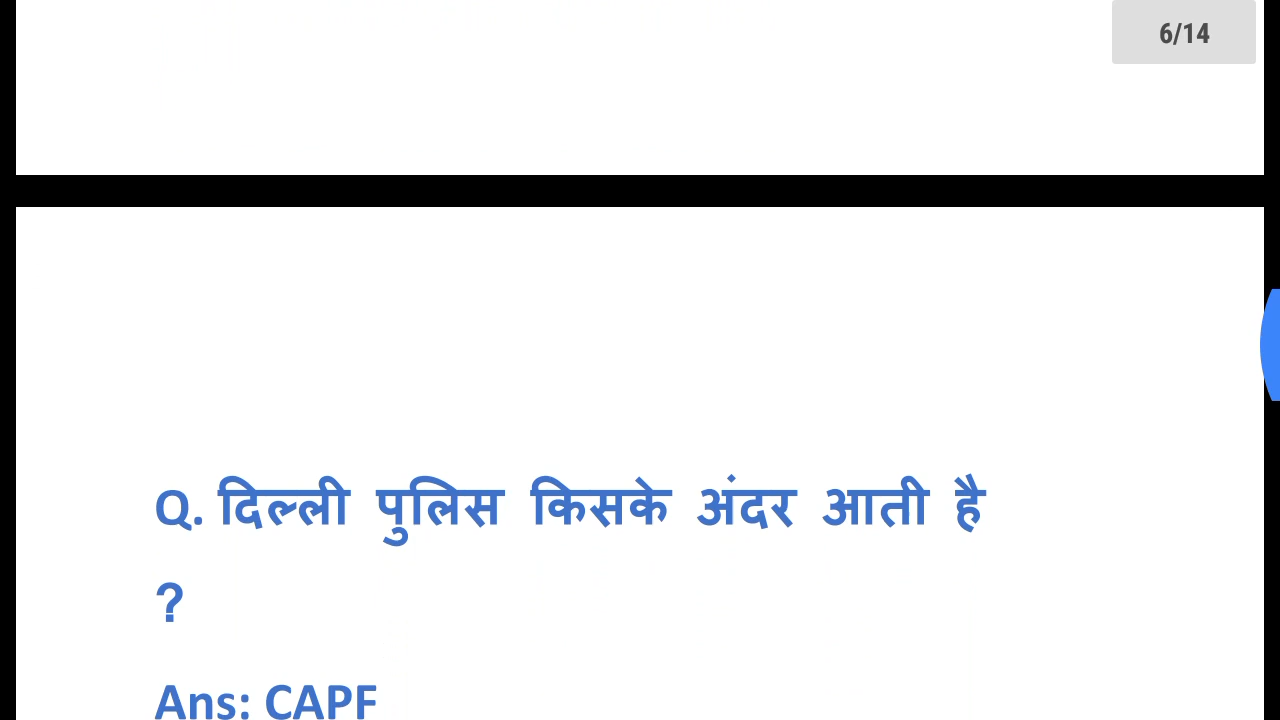 6/14
Q. दिल्ली पुलिस किसके अंदर आती है
?
Ans: CAPF